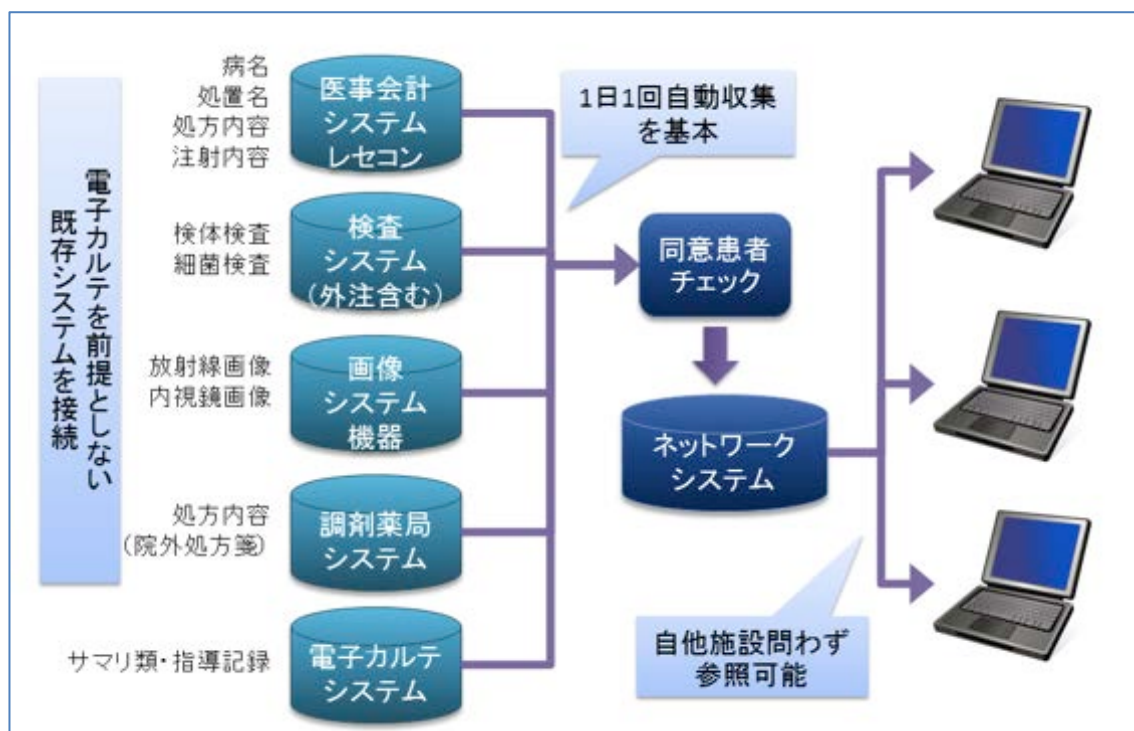 電子カルテを前提としない
既存システムを接続
病名
処置名
処方内容
注射内容
医事会計
システム
レセコン
検体検査
細菌検査
検査
システム
(外注含む)
放射線画像
内視鏡画像
画像
システム
機器
処方内容
(院外処方箋)
調剤薬局
システム
サマリ類・指導記録
電子カルテ
システム
1日1回自動収集
を基本
同意患者
チェック
ネットワーク
システム
自他施設問わず
参照可能